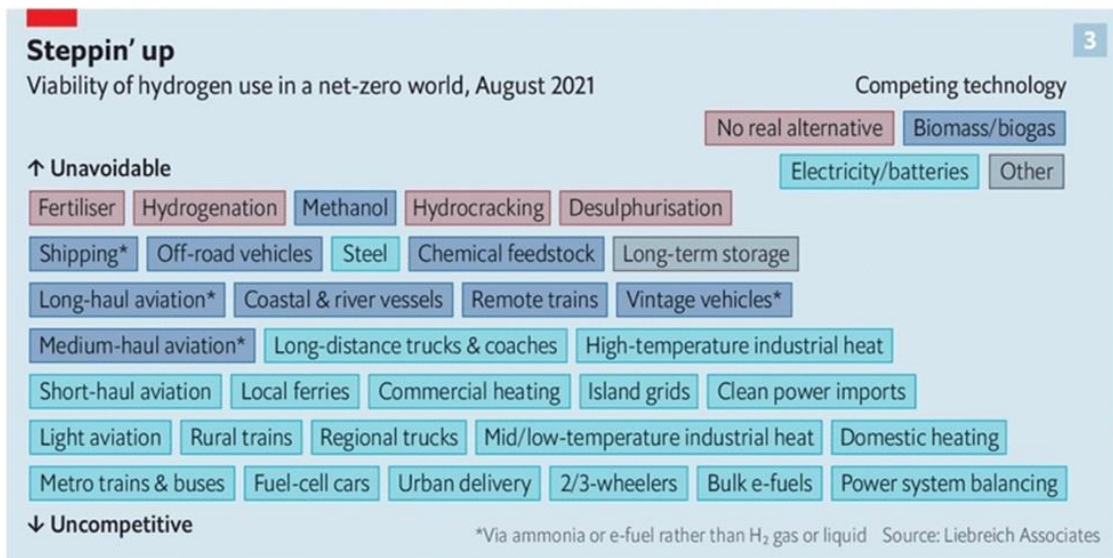 3
Steppin' up
Viability of hydrogen use in a net-zero world, August 2021
Competing technology
No real alternative Biomass/biogas
Electricity/batteries Other
↑ Unavoidable
Fertiliser Hydrogenation Methanol Hydrocracking Desulphurisation
Shipping* Off-road vehicles Steel Chemical feedstock Long-term storage
Long-haul aviation* Coastal & river vessels Remote trains Vintage vehicles*
Medium-haul aviation* Long-distance trucks & coaches High-temperature industrial heat
Short-haul aviation Local ferries Commercial heating Island grids Clean power imports
Light aviation Rural trains Regional trucks Mid/low-temperature industrial heat Domestic heating
Metro trains & buses Fuel-cell cars Urban delivery 2/3-wheelers Bulk e-fuels Power system balancing
↓ Uncompetitive
*Via ammonia or e-fuel rather than H₂ gas or liquid Source: Liebreich Associates